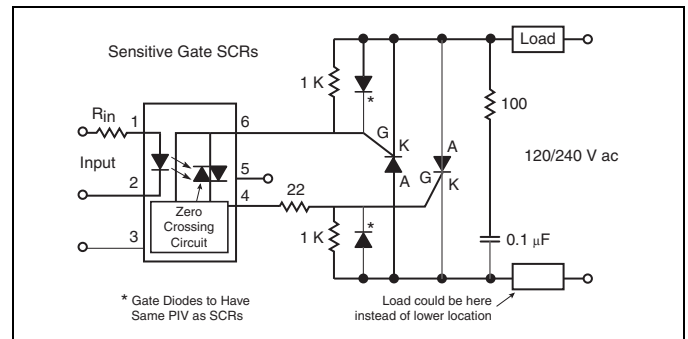 Sensitive Gate SCRs
Load
1 K
*
100
Rin
1
6
G
K
A
120/240 V ac
Input
5
A
G
K
2
4
22
Zero
Crossing
Circuit
1 K
*
0.1 µF
3
* Gate Diodes to Have
Same PIV as SCRs
Load could be here
instead of lower location